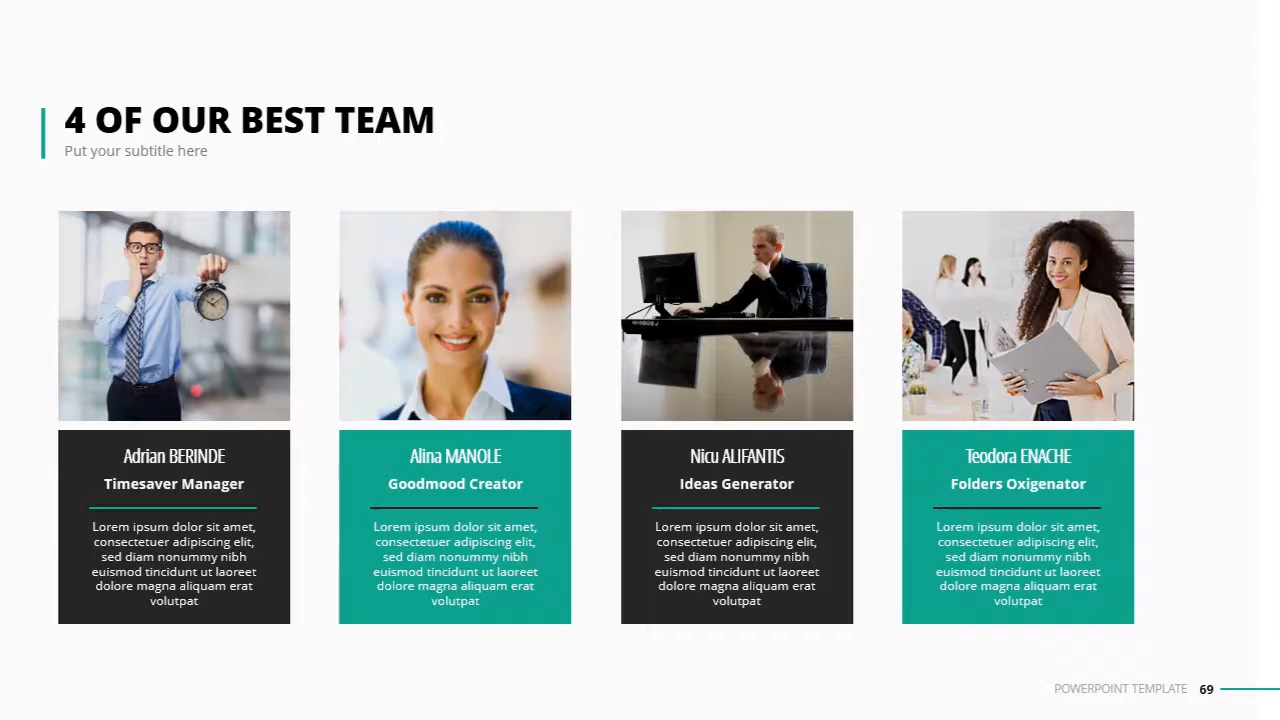 4 OF OUR BEST TEAM
Put your subtitle here
Adrian BERINDE
Timesaver Manager
Lorem ipsum dolor sit amet,
consectetuer adipiscing elit,
sed diam nonummy nibh
euismod tincidunt ut laoreet
dolore magna aliquam erat
volutpat
Alina MANOLE
Goodmood Creator
Lorem ipsum dolor sit amet,
consectetuer adipiscing elit,
sed diam nonummy nibh
euismod tincidunt ut laoreet
dolore magna aliquam erat
volutpat
Nicu ALIFANTIS
Ideas Generator
Lorem ipsum dolor sit amet,
consectetuer adipiscing elit,
sed diam nonummy nibh
euismod tincidunt ut laoreet
dolore magna aliquam erat
volutpat
Teodora ENACHE
Folders Oxigenator
Lorem ipsum dolor sit amet,
consectetuer adipiscing elit,
sed diam nonummy nibh
euismod tincidunt ut laoreet
dolore magna aliquam erat
volutpat
POWERPOINT TEMPLATE 69